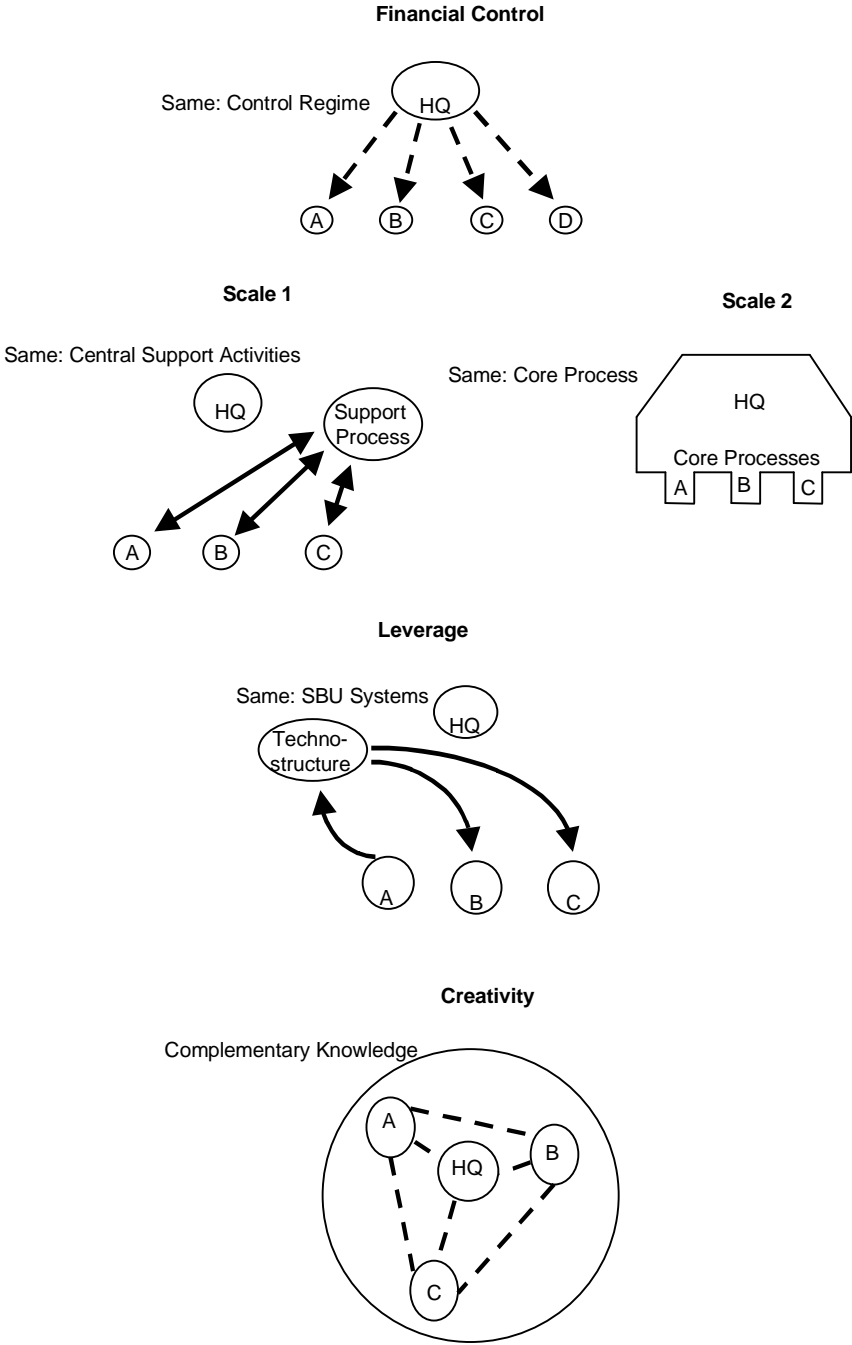 Financial Control
Same: Control Regime
HQ
A
B
C
D
Scale 1
Same: Central Support Activities
HQ
Support
Process
A
B
C
Scale 2
Same: Core Process
HQ
Core Processes
A
B
C
Leverage
Same: SBU Systems
HQ
Techno-
structure
A
B
C
Creativity
Complementary Knowledge
A
B
HQ
C